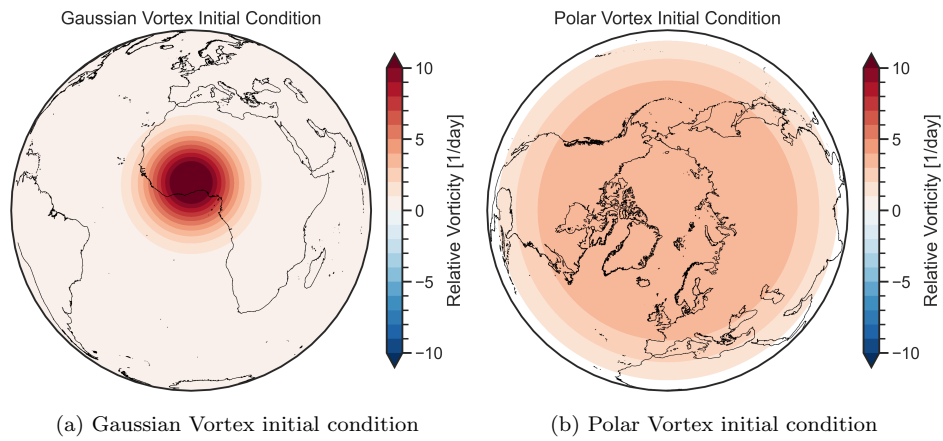 Gaussian Vortex Initial Condition
10
5
0
−5
−10
Relative Vorticity [1/day]
(a) Gaussian Vortex initial condition
Polar Vortex Initial Condition
10
5
0
−5
−10
Relative Vorticity [1/day]
(b) Polar Vortex initial condition